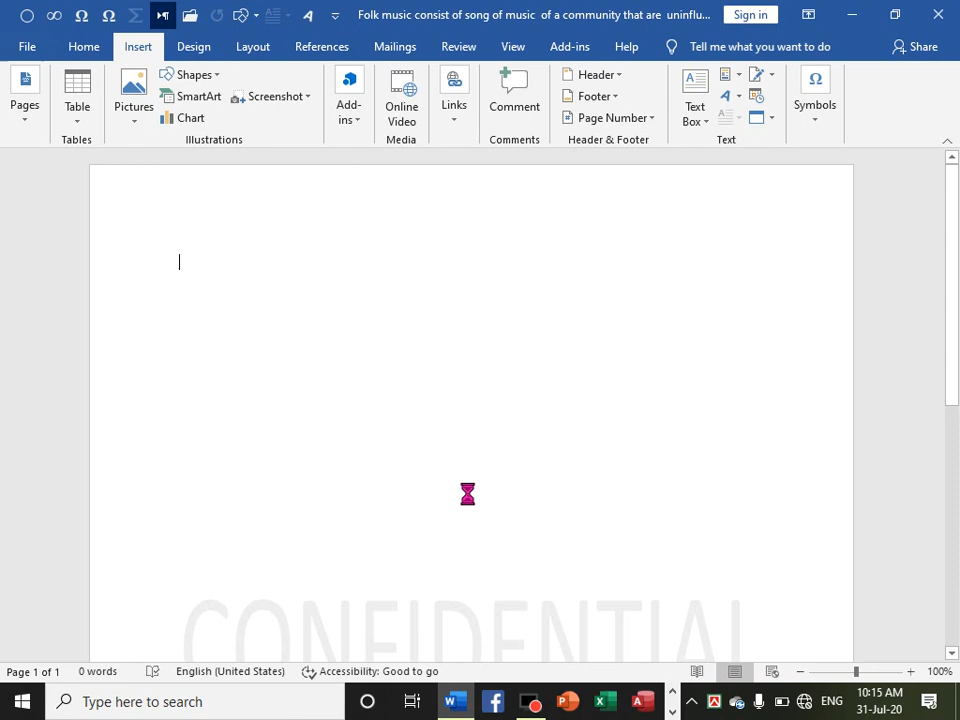 Folk music consist of song of music of a community that are uninflu... Sign in
File Home Insert Design Layout References Mailings Review View Add-ins Help Tell me what you want to do Share
Pages
Table
Pictures
Shapes
SmartArt
Chart
Screenshot
Add-
ins
Online
Video
Links
Comment
Header
Footer
Page Number
Text
Box
Symbols
Tables Illustrations Media Comments Header & Footer Text
CONFIDENTIAL
Page 1 of 1 0 words English (United States) Accessibility: Good to go 100%
Type here to search ENG 10:15 AM
31-Jul-20